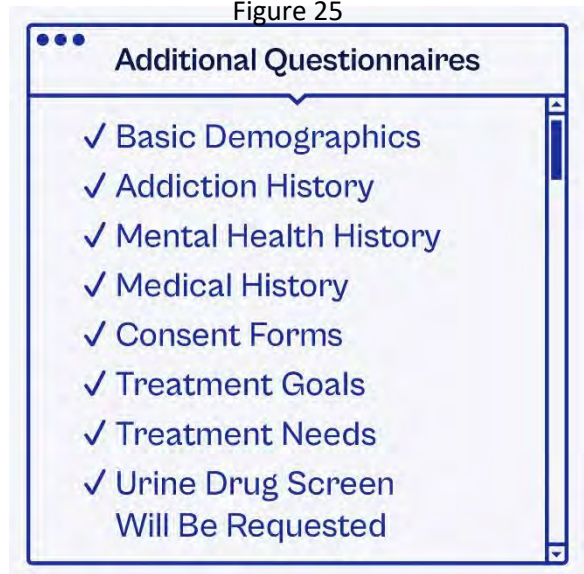 Figure 25
Additional Questionnaires
✓ Basic Demographics
✓ Addiction History
✓ Mental Health History
✓ Medical History
✓ Consent Forms
✓ Treatment Goals
✓ Treatment Needs
✓ Urine Drug Screen
Will Be Requested